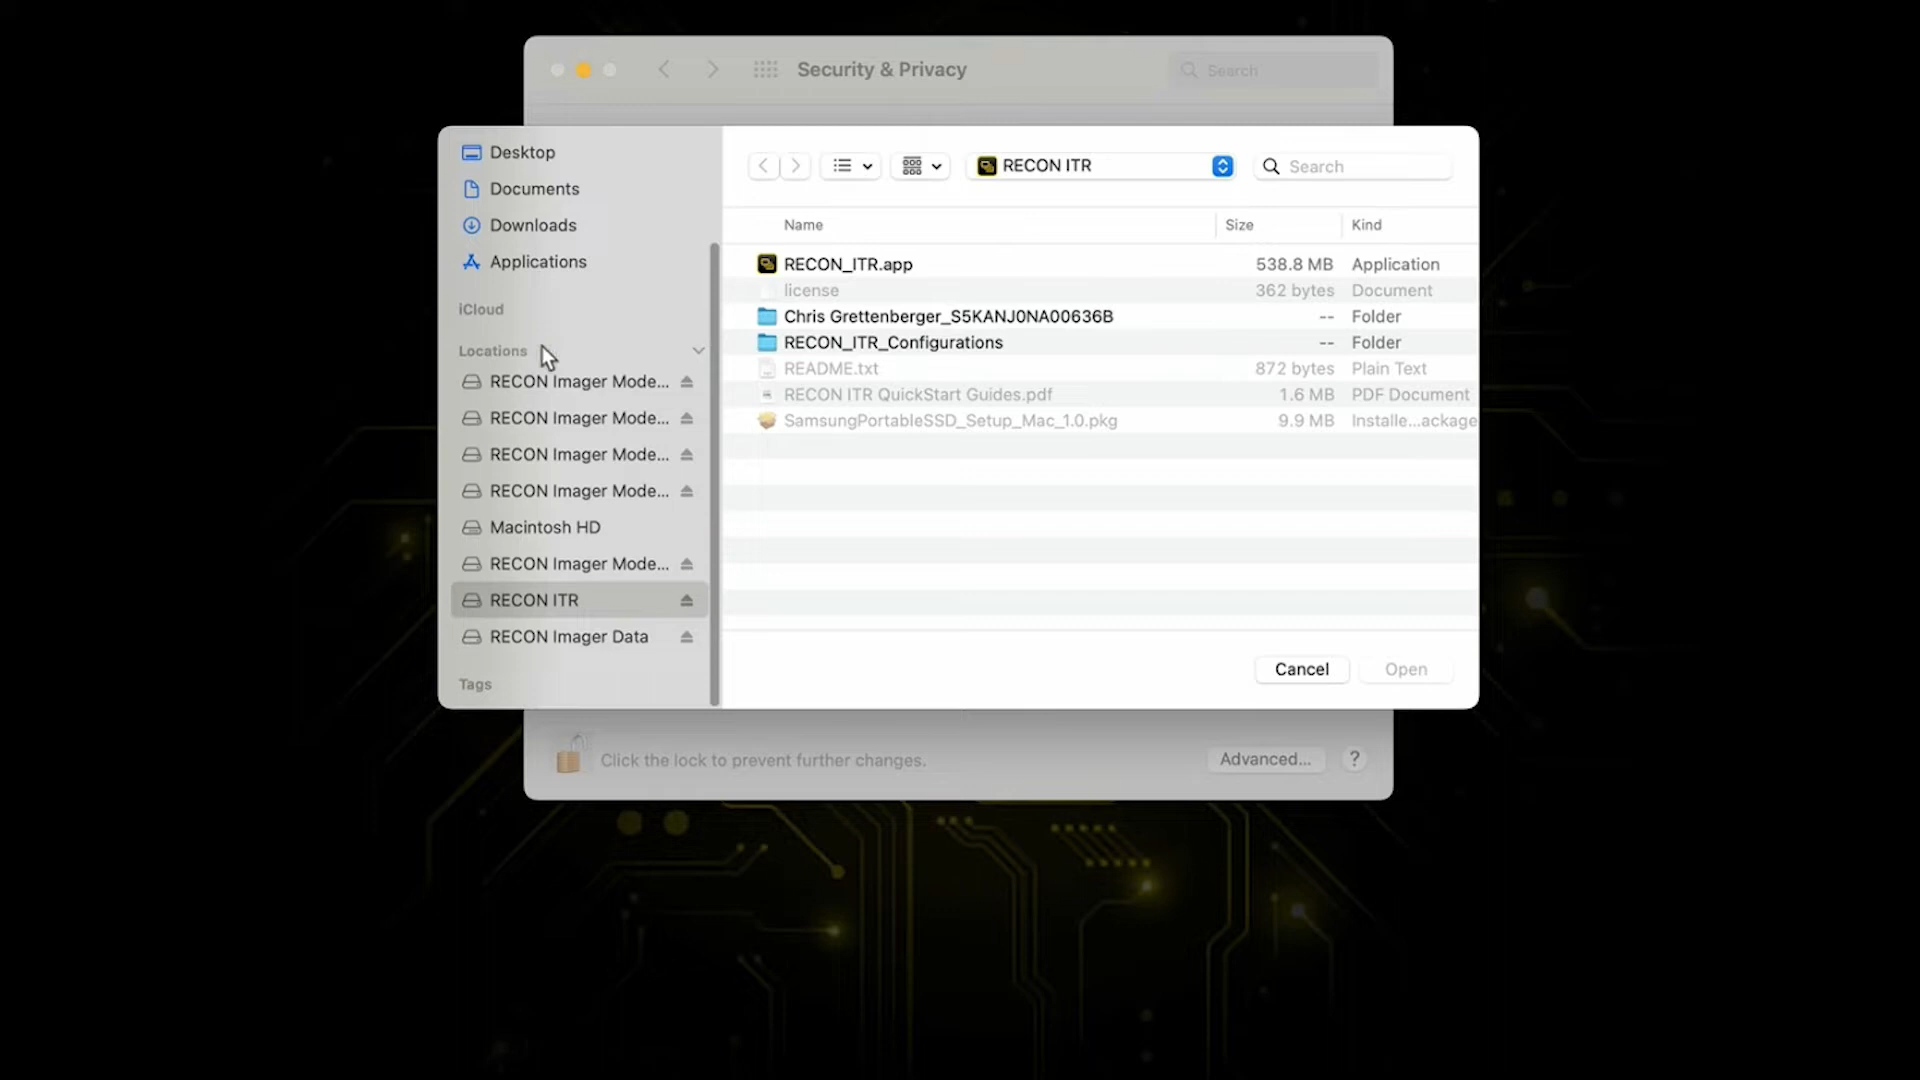 Security & Privacy
Search
Desktop
Documents
Downloads
Applications
iCloud
Locations
RECON Imager Mode...
RECON Imager Mode...
RECON Imager Mode...
RECON Imager Mode...
Macintosh HD
RECON Imager Mode...
RECON ITR
RECON Imager Data
Tags
RECON ITR
Search
Name Size Kind
RECON_ITR.app 538.8 MB Application
license 362 bytes Document
Chris Grettenberger_S5KANJ0NA00636B -- Folder
RECON_ITR_Configurations -- Folder
README.txt 872 bytes Plain Text
RECON ITR QuickStart Guides.pdf 1.6 MB PDF Document
SamsungPortableSSD_Setup_Mac_1.0.pkg 9.9 MB Installe...ackage
Cancel Open
Click the lock to prevent further changes.
Advanced... ?